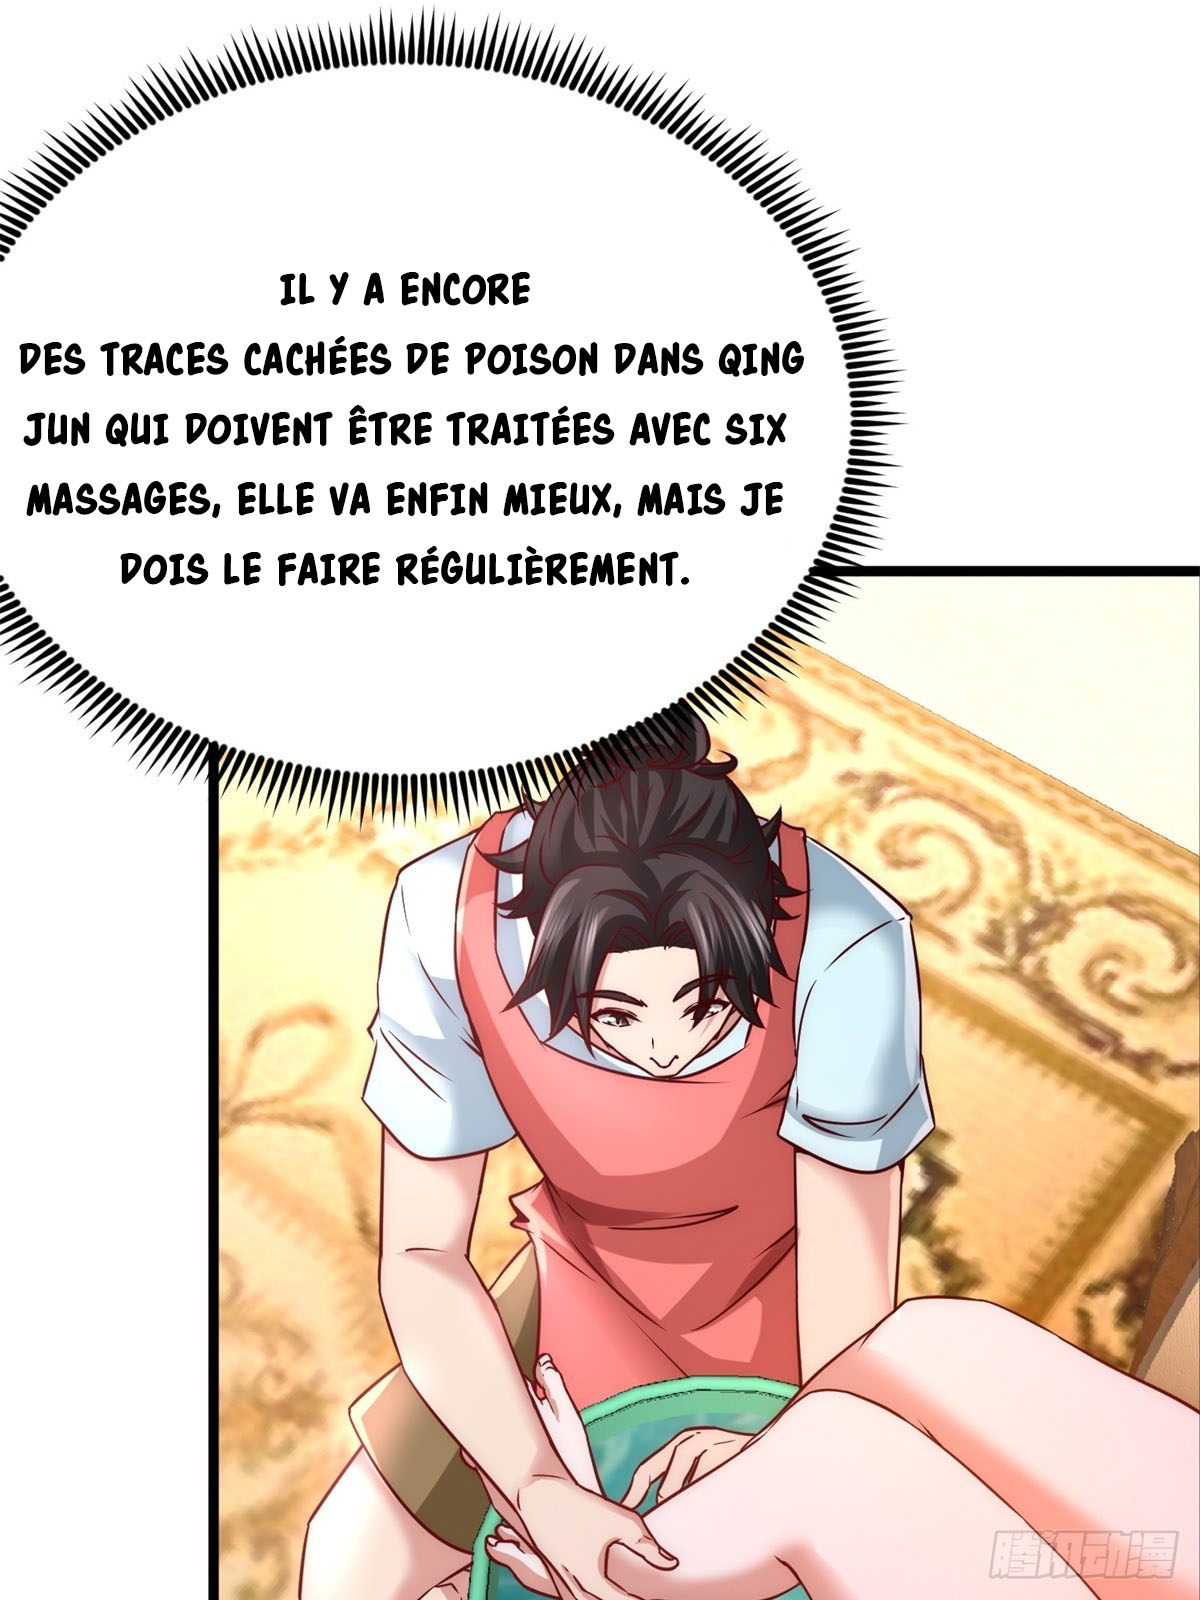 IL Y A ENCORE
DES TRACES CACHÉES DE POISON DANS QING
JUN QUI DOIVENT ÊTRE TRAITÉES AVEC SIX
MASSAGES, ELLE VA ENFIN MIEUX, MAIS JE
DOIS LE FAIRE RÉGULIÈREMENT.
腾讯动漫